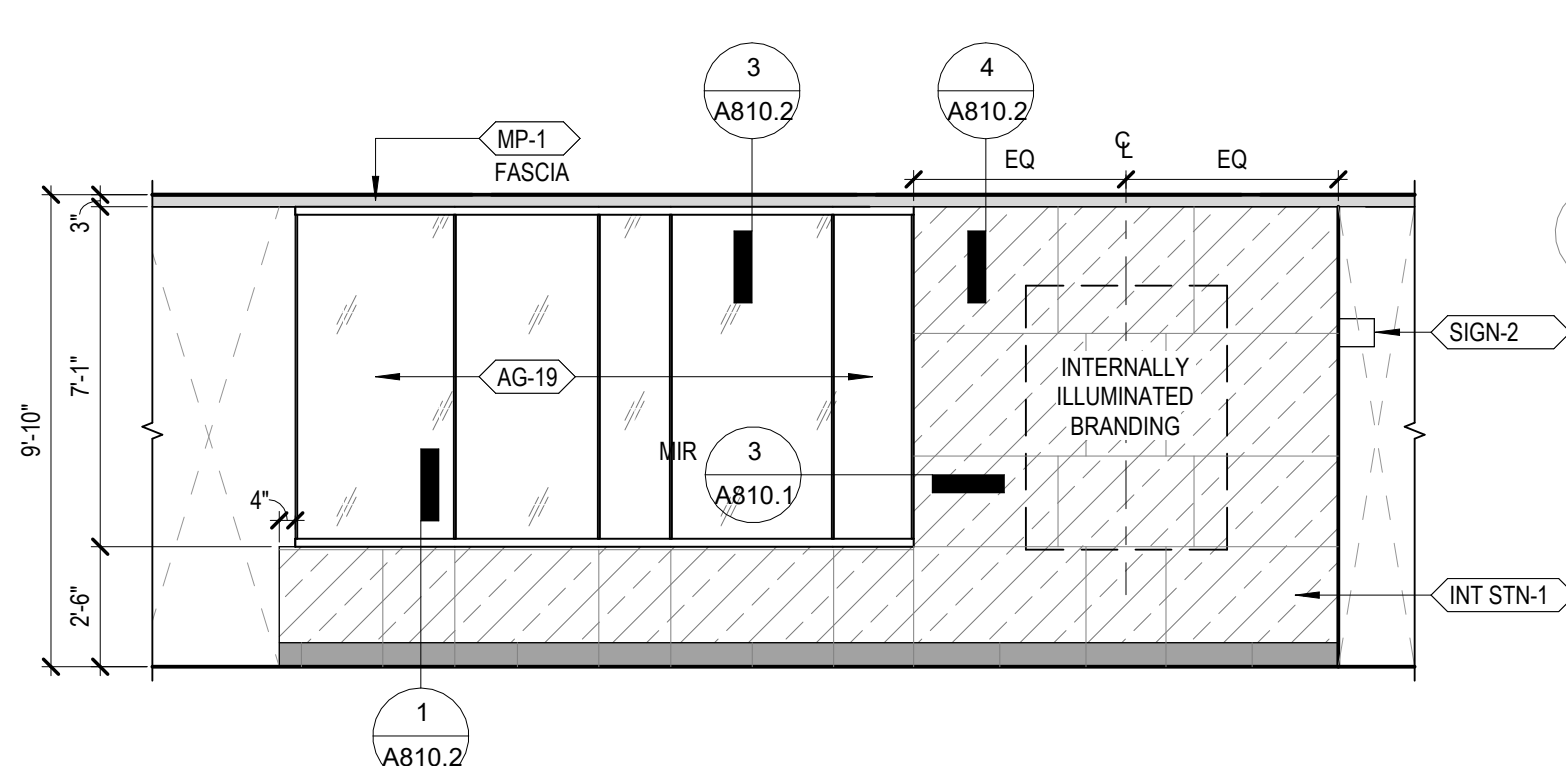 3
A810.2
4
A810.2
MP-1
FASCIA
EQ
CL
EQ
3"
7'-1"
9'-10"
2'-6"
4"
AG-19
MIR
3
A810.1
INTERNALLY
ILLUMINATED
BRANDING
SIGN-2
INT STN-1
1
A810.2